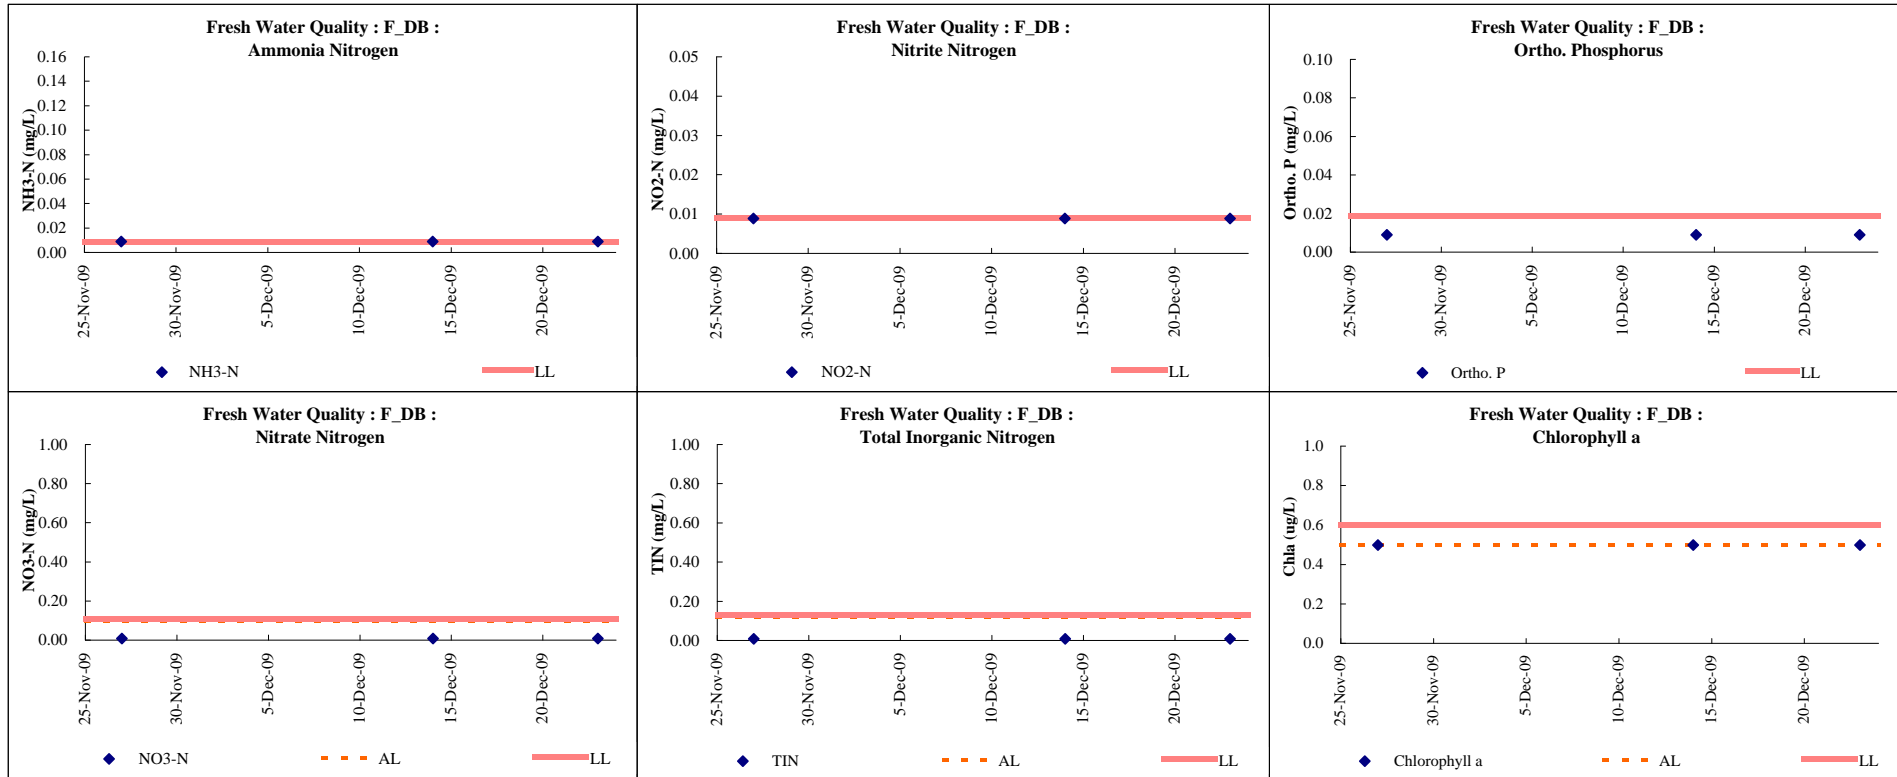 Fresh Water Quality : F_DB :
Ammonia Nitrogen
NH3-N (mg/L)
0.16
0.14
0.12
0.10
0.08
0.06
0.04
0.02
0.00
25-Nov-09
30-Nov-09
5-Dec-09
10-Dec-09
15-Dec-09
20-Dec-09
NH3-N
LL
Fresh Water Quality : F_DB :
Nitrite Nitrogen
NO2-N (mg/L)
0.05
0.04
0.03
0.02
0.01
0.00
25-Nov-09
30-Nov-09
5-Dec-09
10-Dec-09
15-Dec-09
20-Dec-09
NO2-N
LL
Fresh Water Quality : F_DB :
Ortho. Phosphorus
Ortho. P (mg/L)
0.10
0.08
0.06
0.04
0.02
0.00
25-Nov-09
30-Nov-09
5-Dec-09
10-Dec-09
15-Dec-09
20-Dec-09
Ortho. P
LL
Fresh Water Quality : F_DB :
Nitrate Nitrogen
NO3-N (mg/L)
1.00
0.80
0.60
0.40
0.20
0.00
25-Nov-09
30-Nov-09
5-Dec-09
10-Dec-09
15-Dec-09
20-Dec-09
NO3-N
AL
LL
Fresh Water Quality : F_DB :
Total Inorganic Nitrogen
TIN (mg/L)
1.00
0.80
0.60
0.40
0.20
0.00
25-Nov-09
30-Nov-09
5-Dec-09
10-Dec-09
15-Dec-09
20-Dec-09
TIN
AL
LL
Fresh Water Quality : F_DB :
Chlorophyll a
Chla (ug/L)
1.0
0.8
0.6
0.4
0.2
0.0
25-Nov-09
30-Nov-09
5-Dec-09
10-Dec-09
15-Dec-09
20-Dec-09
Chlorophyll a
AL
LL